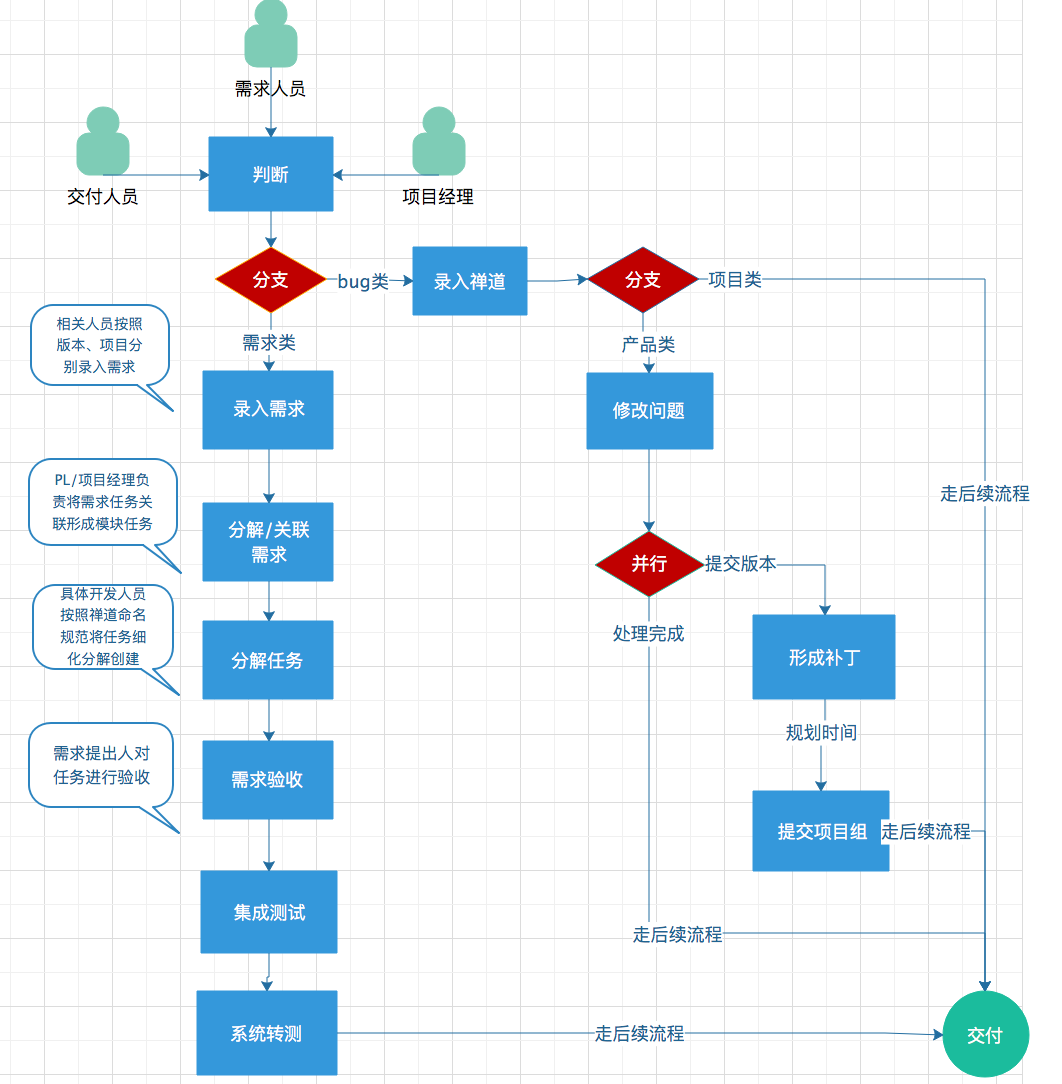 需求人员
交付人员
项目经理
判断
分支
bug类
录入禅道
分支
项目类
相关人员按照
版本、项目分
别录入需求
需求类
产品类
录入需求
修改问题
PL/项目经理负
责将需求任务关
联形成模块任务
走后续流程
分解/关联
需求
并行
提交版本
具体开发人员
按照禅道命名
规范将任务细
化分解创建
处理完成
分解任务
形成补丁
规划时间
需求提出人对
任务进行验收
需求验收
提交项目组
走后续流程
集成测试
走后续流程
系统转测
走后续流程
交付